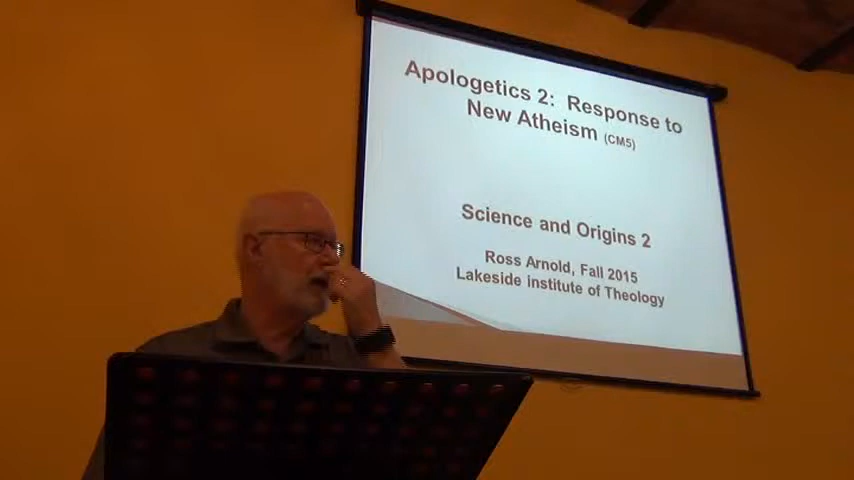 Apologetics 2: Response to
New Atheism (CM5)
Science and Origins 2
Ross Arnold, Fall 2015
Lakeside institute of Theology